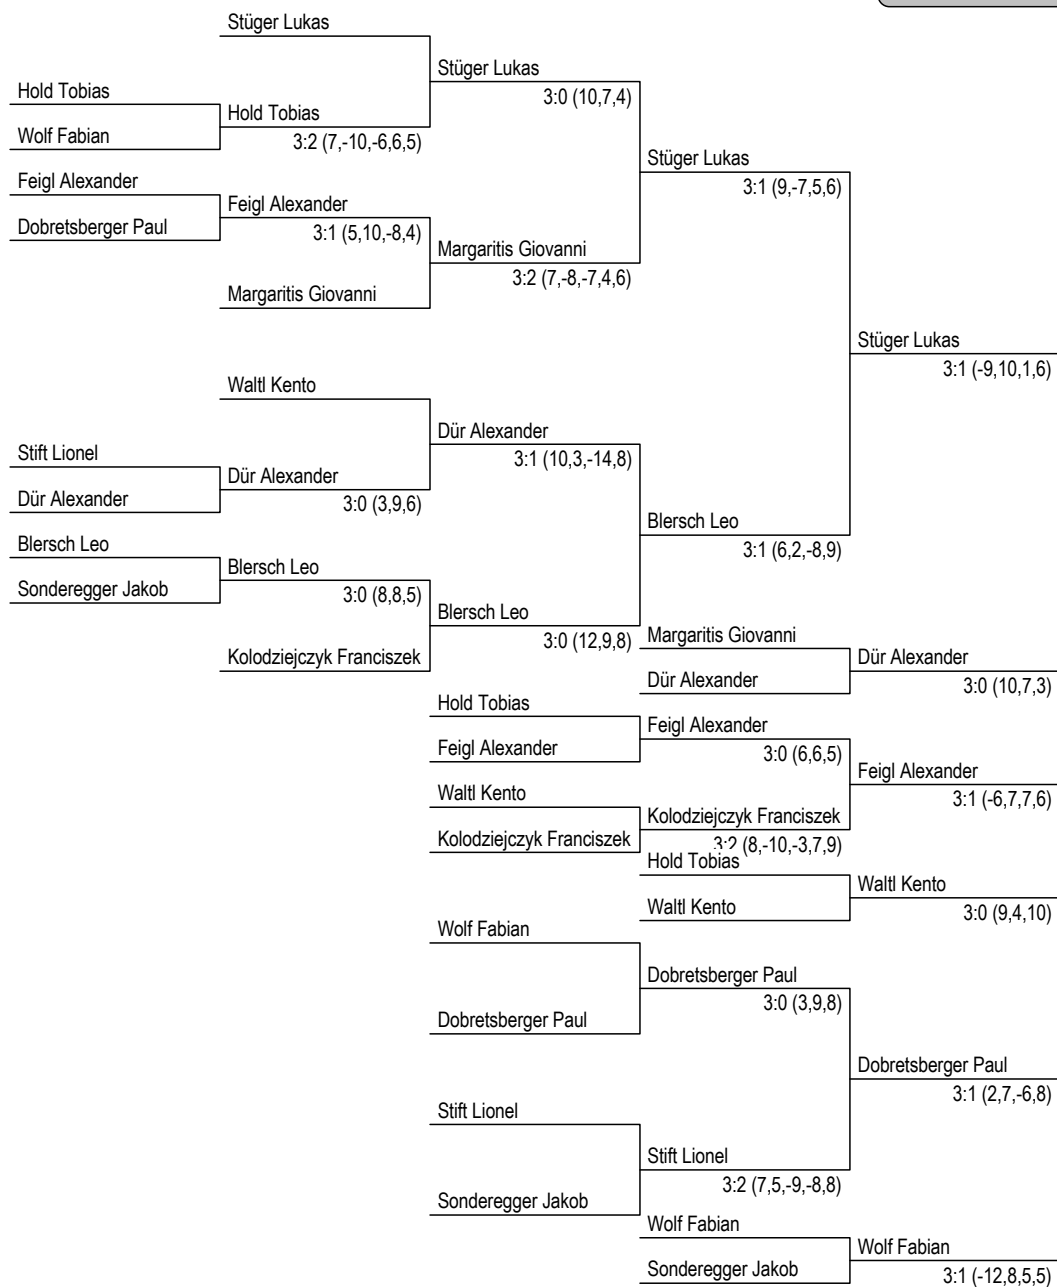 Stüger Lukas
Stüger Lukas
3:0 (10,7,4)
Hold Tobias
Hold Tobias
3:2 (7,-10,-6,6,5)
Wolf Fabian
Stüger Lukas
3:1 (9,-7,5,6)
Feigl Alexander
Feigl Alexander
3:1 (5,10,-8,4)
Dobretsberger Paul
Margaritis Giovanni
3:2 (7,-8,-7,4,6)
Margaritis Giovanni
Stüger Lukas
3:1 (-9,10,1,6)
Waltl Kento
Dür Alexander
3:1 (10,3,-14,8)
Stift Lionel
Dür Alexander
3:0 (3,9,6)
Dür Alexander
Blersch Leo
3:1 (6,2,-8,9)
Blersch Leo
Blersch Leo
3:0 (8,8,5)
Sonderegger Jakob
Blersch Leo
3:0 (12,9,8)
Kolodziejczyk Franciszek
Margaritis Giovanni
Dür Alexander
3:0 (10,7,3)
Dür Alexander
Hold Tobias
Feigl Alexander
3:0 (6,6,5)
Feigl Alexander
Feigl Alexander
3:1 (-6,7,7,6)
Waltl Kento
Kolodziejczyk Franciszek
3:2 (8,-10,-3,7,9)
Kolodziejczyk Franciszek
Hold Tobias
Waltl Kento
3:0 (9,4,10)
Waltl Kento
Wolf Fabian
Dobretsberger Paul
3:0 (3,9,8)
Dobretsberger Paul
Dobretsberger Paul
3:1 (2,7,-6,8)
Stift Lionel
Stift Lionel
3:2 (7,5,-9,-8,8)
Sonderegger Jakob
Wolf Fabian
Wolf Fabian
3:1 (-12,8,5,5)
Sonderegger Jakob